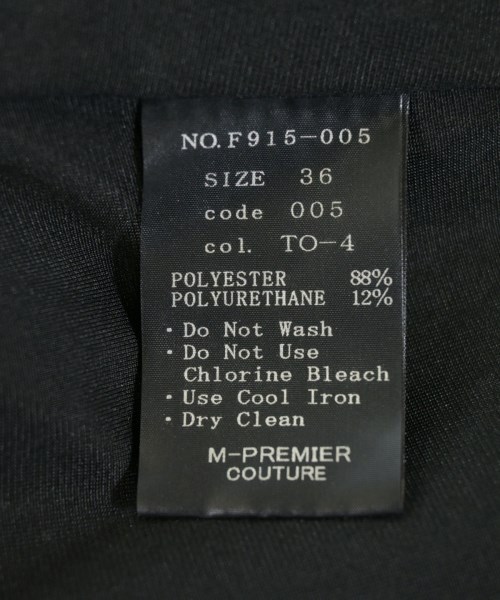 NO.F915-005
SIZE 36
code 005
col. TO-4
POLYESTER 88%
POLYURETHANE 12%
・Do Not Wash
・Do Not Use
Chlorine Bleach
・Use Cool Iron
・Dry Clean
M-PREMIER
COUTURE